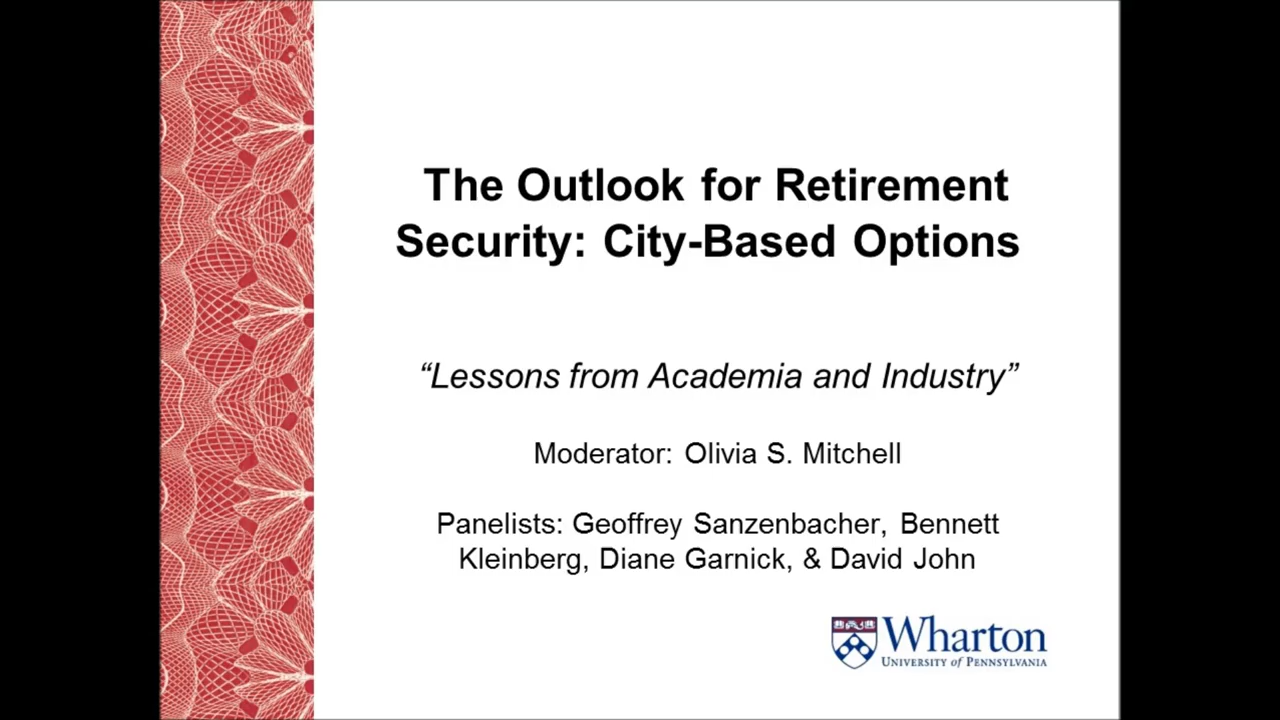 The Outlook for Retirement
Security: City-Based Options
“Lessons from Academia and Industry”
Moderator: Olivia S. Mitchell
Panelists: Geoffrey Sanzenbacher, Bennett
Kleinberg, Diane Garnick, & David John
Wharton
UNIVERSITY of PENNSYLVANIA